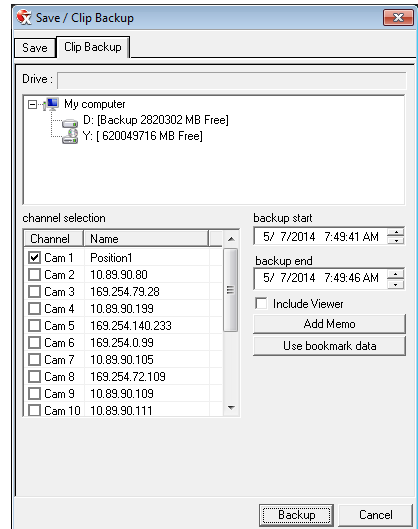 Save / Clip Backup
Save Clip Backup
Drive :
My computer
D: [Backup 2820302 MB Free]
Y: [ 620049716 MB Free]
channel selection
Channel Name
Cam 1 Position1
Cam 2 10.89.90.80
Cam 3 169.254.79.28
Cam 4 10.89.90.199
Cam 5 169.254.140.233
Cam 6 169.254.0.99
Cam 7 10.89.90.105
Cam 8 169.254.72.109
Cam 9 10.89.90.109
Cam 10 10.89.90.111
backup start
5/ 7/2014 7:49:41 AM
backup end
5/ 7/2014 7:49:46 AM
Include Viewer
Add Memo
Use bookmark data
Backup Cancel